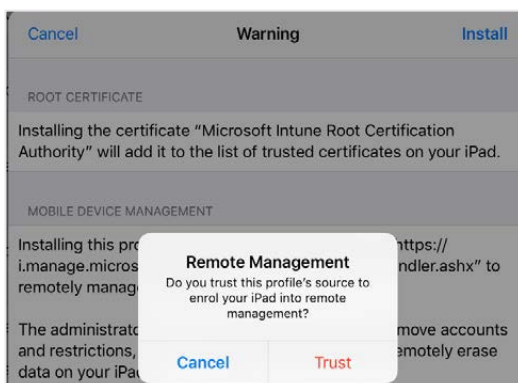 Cancel Warning Install
ROOT CERTIFICATE
Installing the certificate “Microsoft Intune Root Certification
Authority” will add it to the list of trusted certificates on your iPad.
MOBILE DEVICE MANAGEMENT
Installing this https://
i.manage.micros ndler.ashx” to
remotely manag
The move accounts
and restrictions, emotely erase
data on your
Remote Management
Do you trust this profile’s source to
enrol your iPad into remote
management?
Cancel Trust